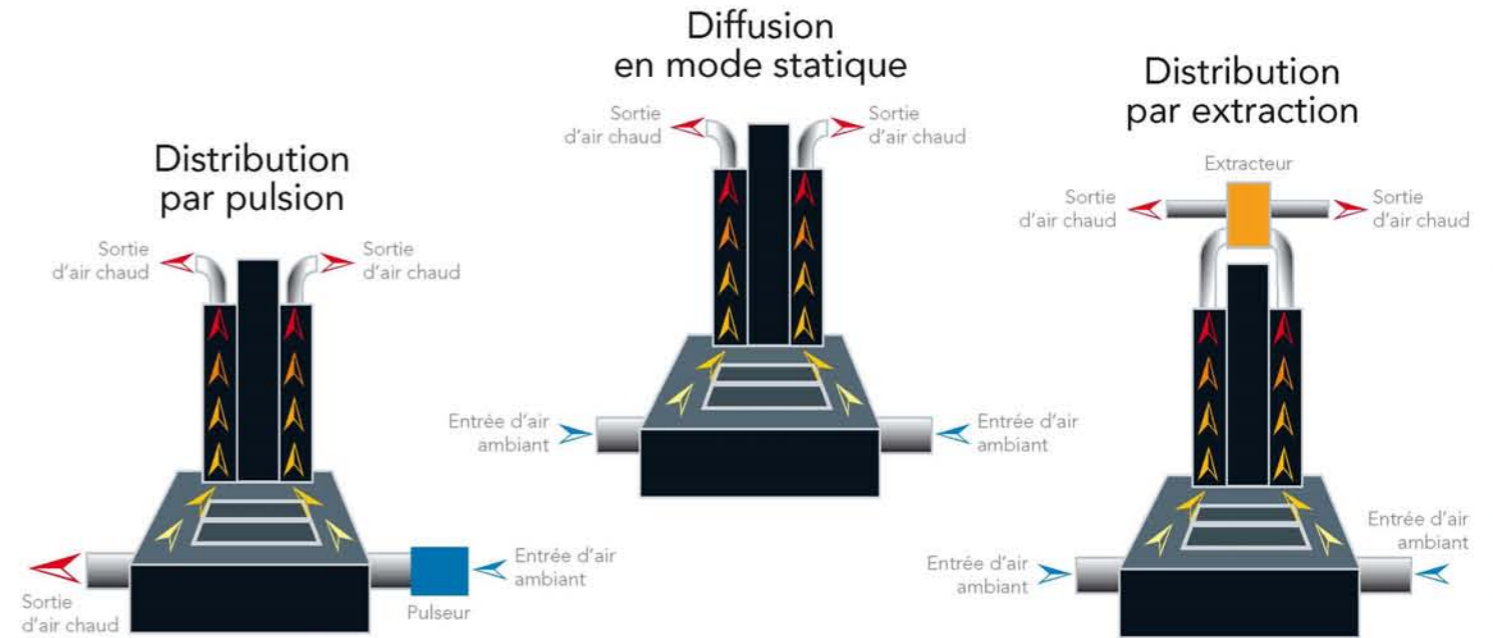 Distribution
par pulsion
Sortie
d'air chaud
Sortie
d'air chaud
Sortie
d'air chaud
Pulseur
Entrée d'air
ambiant
Diffusion
en mode statique
Sortie
d'air chaud
Sortie
d'air chaud
Entrée d'air
ambiant
Entrée d'air
ambiant
Distribution
par extraction
Extracteur
Sortie
d'air chaud
Sortie
d'air chaud
Entrée d'air
ambiant
Entrée d'air
ambiant